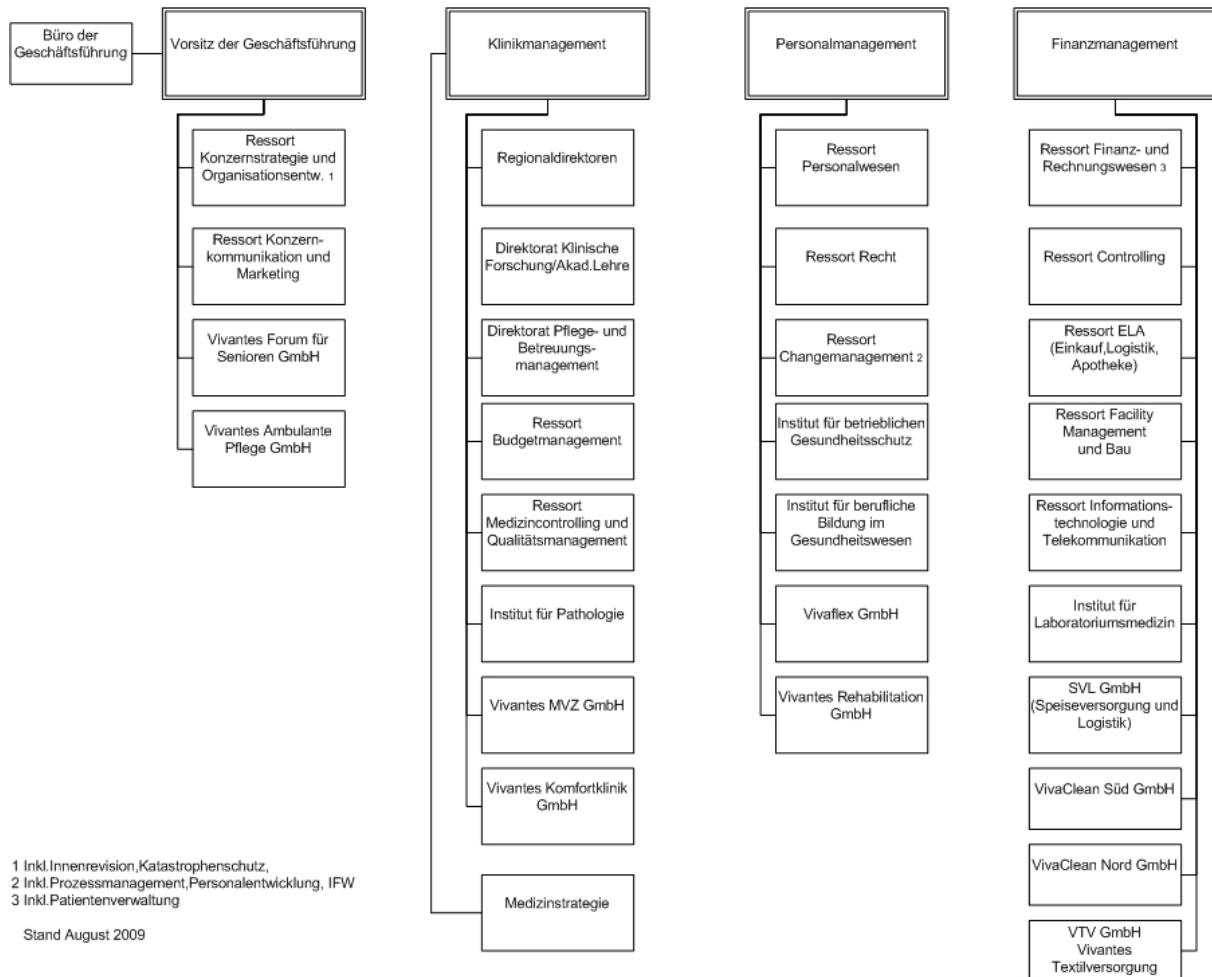 Büro der
Geschäftsführung
Vorsitz der Geschäftsführung
Ressort
Konzernstrategie und
Organisationsentw. 1
Ressort Konzern-
kommunikation und
Marketing
Vivantes Forum für
Senioren GmbH
Vivantes Ambulante
Pflege GmbH
Klinikmanagement
Regionaldirektoren
Direktorat Klinische
Forschung/Akad.Lehre
Direktorat Pflege- und
Betreuungs-
management
Ressort
Budgetmanagement
Ressort
Medizincontrolling und
Qualitätsmanagement
Institut für Pathologie
Vivantes MVZ GmbH
Vivantes Komfortklinik
GmbH
Medizinstrategie
Personalmanagement
Ressort
Personalwesen
Ressort Recht
Ressort
Changemanagement 2
Institut für betrieblichen
Gesundheitsschutz
Institut für berufliche
Bildung im
Gesundheitswesen
Vivaflex GmbH
Vivantes Rehabilitation
GmbH
Finanzmanagement
Ressort Finanz- und
Rechnungswesen 3
Ressort Controlling
Ressort ELA
(Einkauf,Logistik,
Apotheke)
Ressort Facility
Management
und Bau
Ressort Informations-
technologie und
Telekommunikation
Institut für
Laboratoriumsmedizin
SVL GmbH
(Speiseversorgung und
Logistik)
VivaClean Süd GmbH
VivaClean Nord GmbH
VTV GmbH
Vivantes
Textilversorgung
1 Inkl.Innenrevision,Katastrophenschutz,
2 Inkl.Prozessmanagement,Personalentwicklung, IFW
3 Inkl.Patientenverwaltung
Stand August 2009